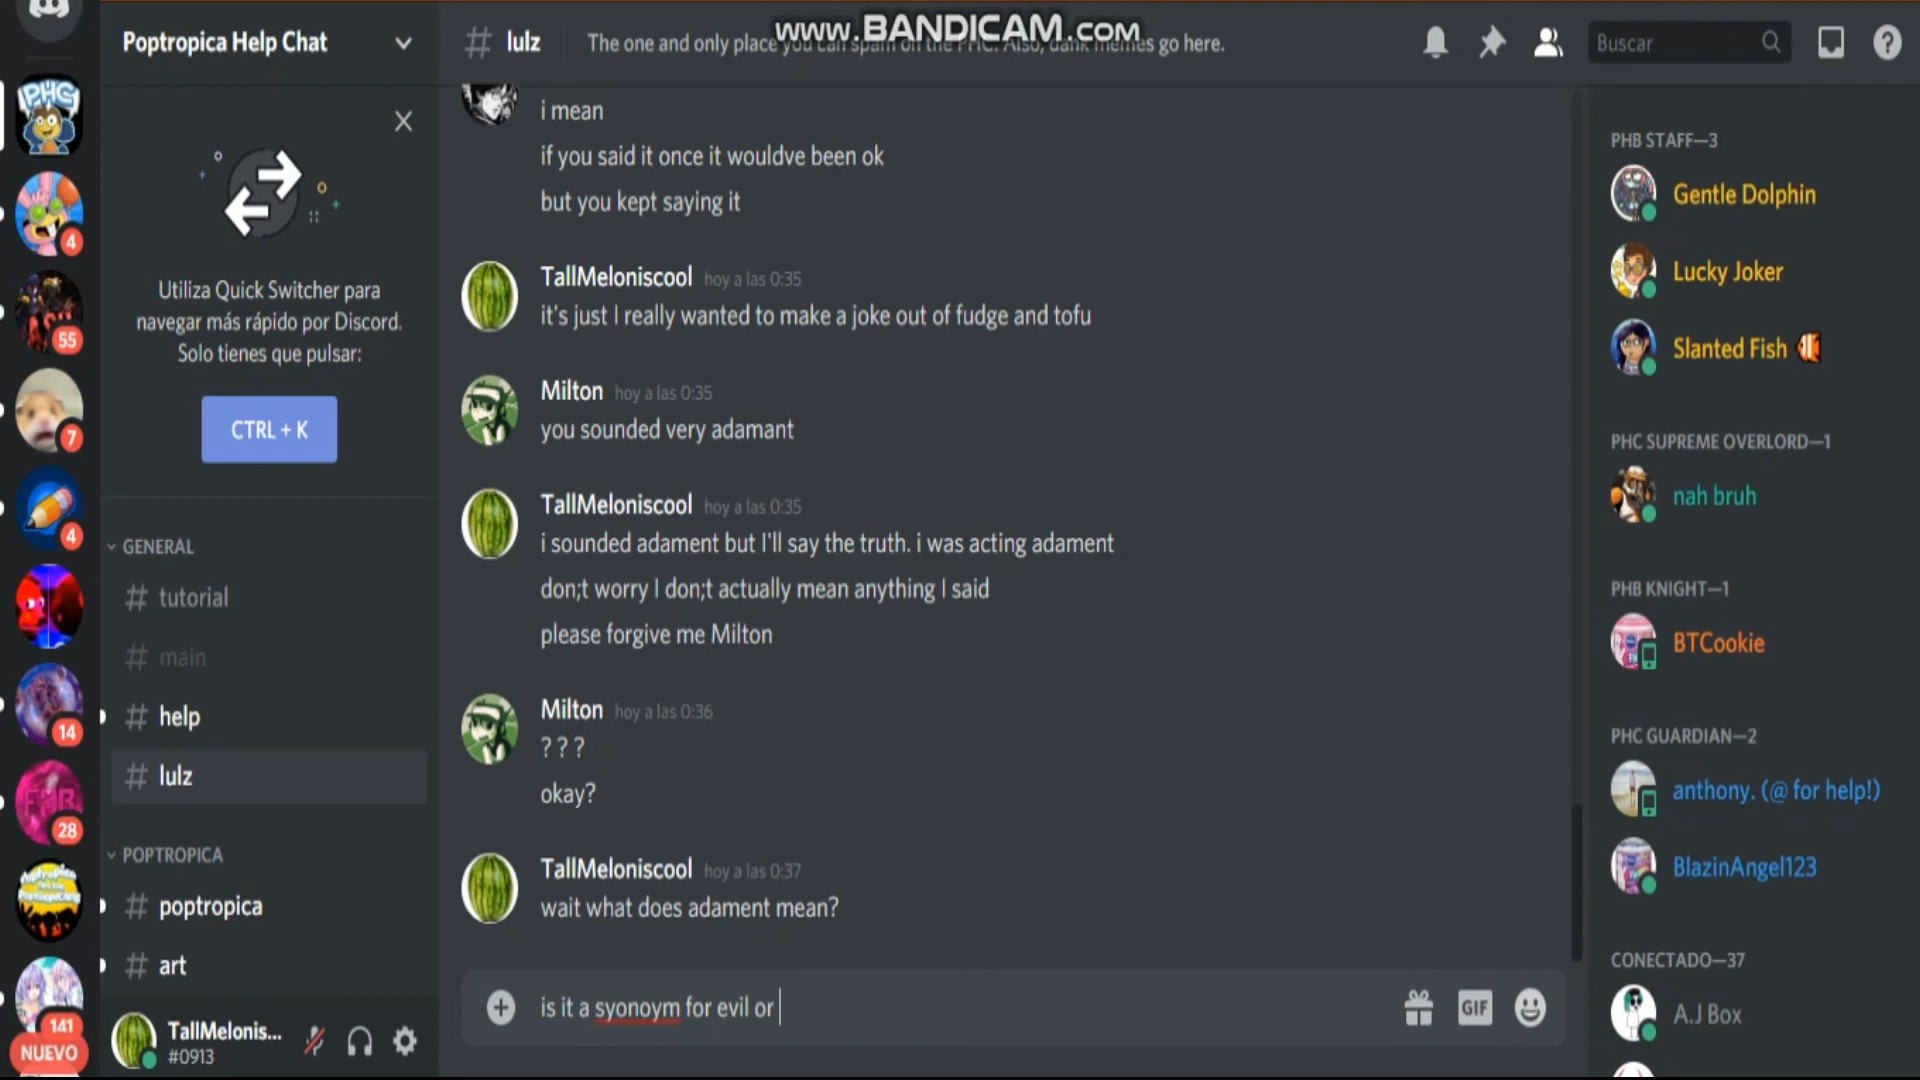 www.BANDICAM.com
Poptropica Help Chat
lulz
The one and only place you can spam on the PHC. Also, dank memes go here.
Buscar
PHC
4
55
7
4
14
FMB
28
141
NUEVO
Utiliza Quick Switcher para
navegar más rápido por Discord.
Solo tienes que pulsar:
CTRL + K
GENERAL
# tutorial
# main
# help
# lulz
POPTROPICA
# poptropica
# art
TallMelonis...
#0913
i mean
if you said it once it wouldve been ok
but you kept saying it
TallMeloniscool hoy a las 0:35
it's just I really wanted to make a joke out of fudge and tofu
Milton hoy a las 0:35
you sounded very adamant
TallMeloniscool hoy a las 0:35
i sounded adament but I'll say the truth. i was acting adament
don;t worry I don;t actually mean anything I said
please forgive me Milton
Milton hoy a las 0:36
? ? ?
okay?
TallMeloniscool hoy a las 0:37
wait what does adament mean?
is it a syonoym for evil or
GIF
PHB STAFF—3
Gentle Dolphin
Lucky Joker
Slanted Fish
PHC SUPREME OVERLORD—1
nah bruh
PHB KNIGHT—1
BTCookie
PHC GUARDIAN—2
anthony. (@ for help!)
BlazinAngel123
CONECTADO—37
A.J Box